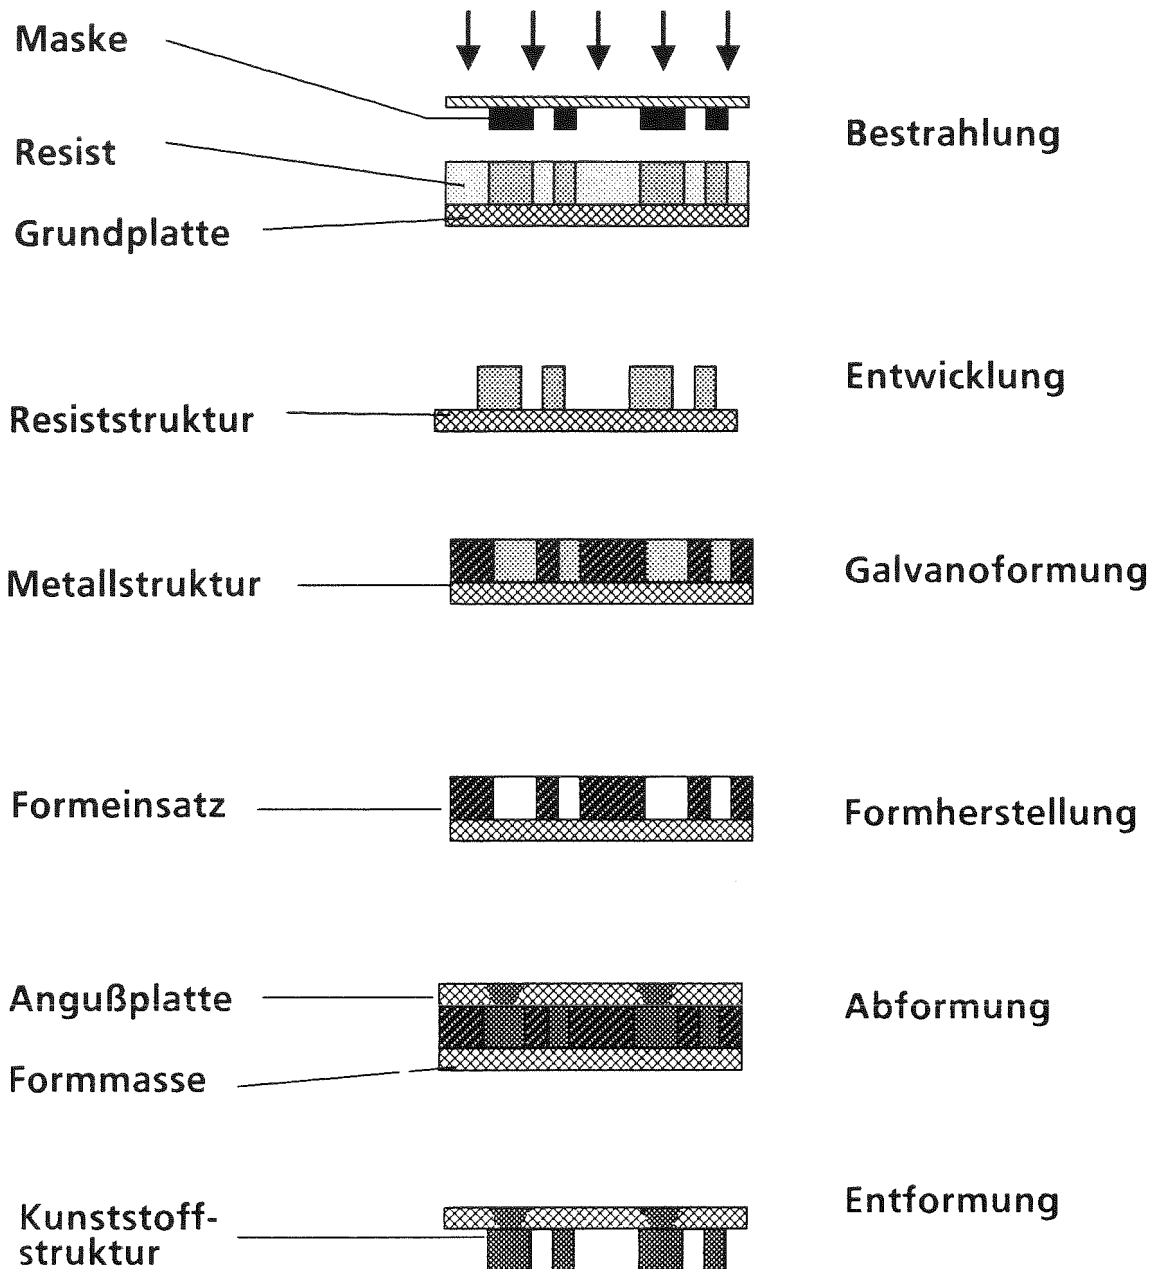 Maske
Bestrahlung
Resist
Grundplatte
Entwicklung
Resiststruktur
Galvanoformung
Metallstruktur
Formeinsatz
Formherstellung
Angußplatte
Abformung
Formmasse
Entformung
Kunststoff-
struktur